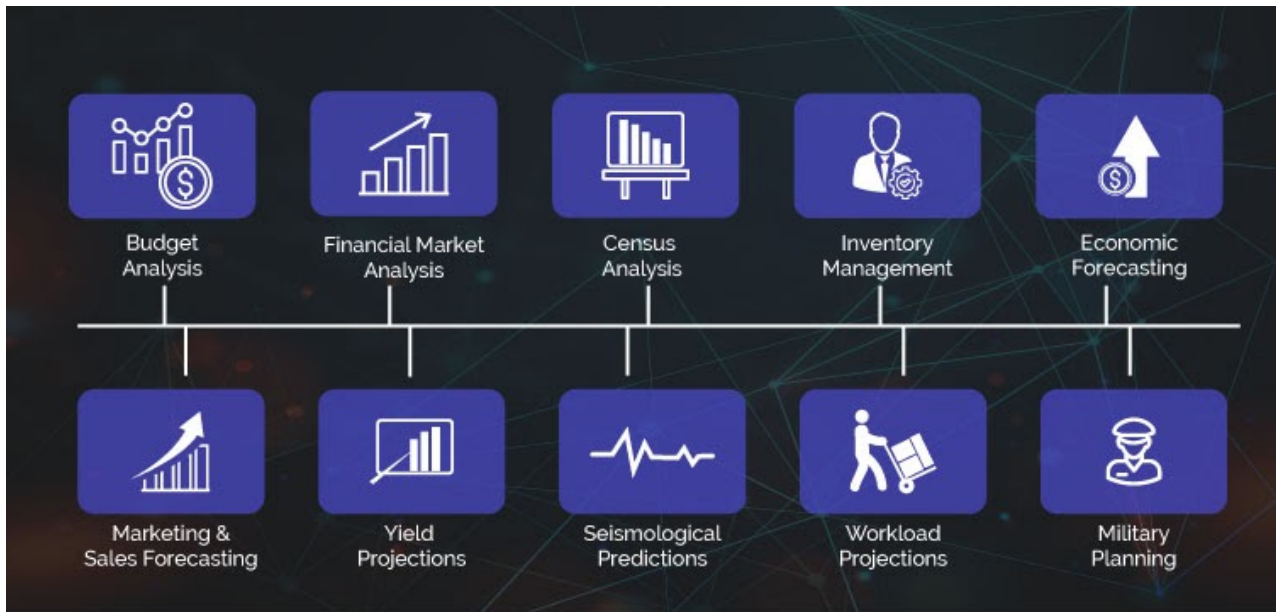 Budget
Analysis
Financial Market
Analysis
Census
Analysis
Inventory
Management
Economic
Forecasting
Marketing &
Sales Forecasting
Yield
Projections
Seismological
Predictions
Workload
Projections
Military
Planning